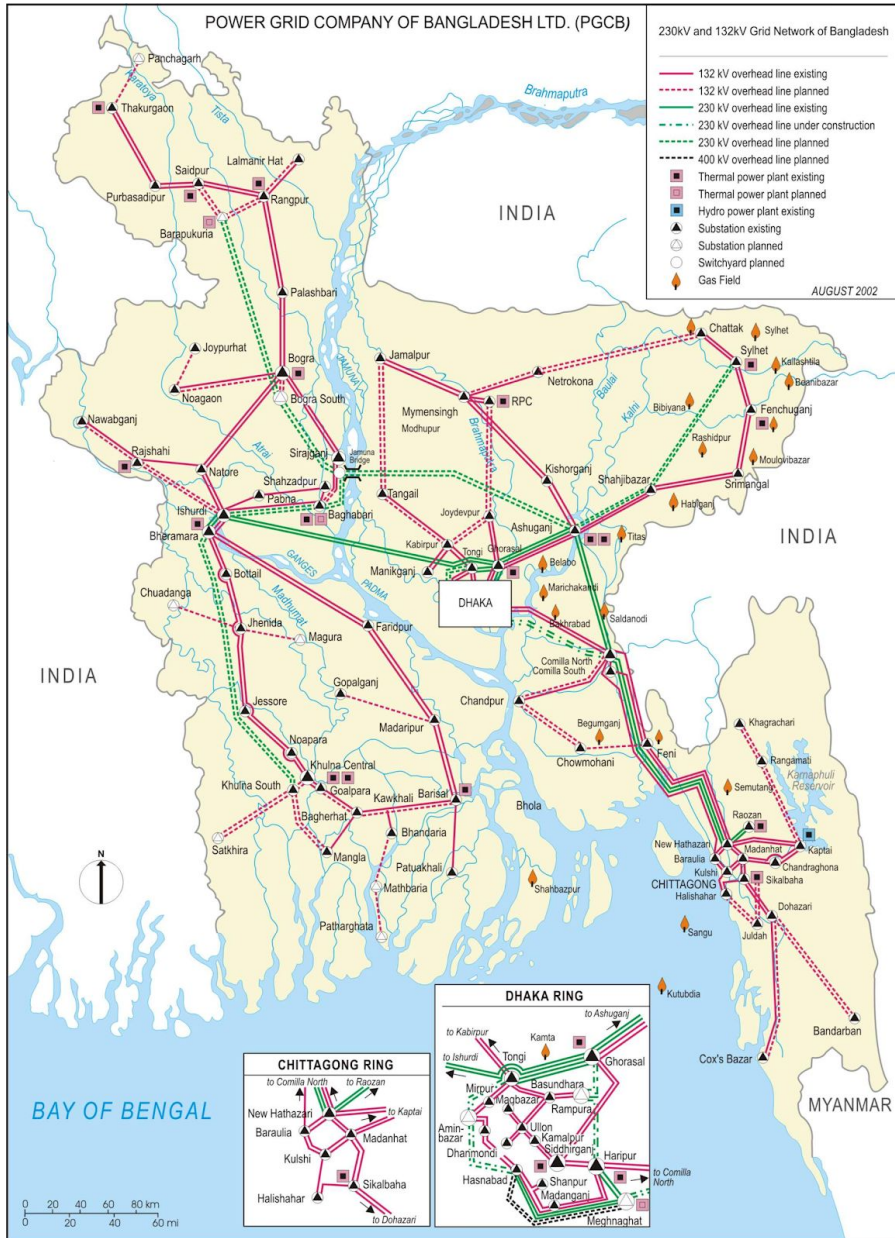 POWER GRID COMPANY OF BANGLADESH LTD. (PGCB)
230kV and 132kV Grid Network of Bangladesh
132 kV overhead line existing
132 kV overhead line planned
230 kV overhead line existing
230 kV overhead line under construction
230 kV overhead line planned
400 kV overhead line planned
Thermal power plant existing
Thermal power plant planned
Hydro power plant existing
Substation existing
Substation planned
Switchyard planned
Gas Field
AUGUST 2002
Panchagarh
Karatoya
Tista
Brahmaputra
Thakurgaon
Lalmanir Hat
Saidpur
Purbasadipur
Rangpur
Barapukuria
INDIA
Palashbari
Joypurhat
Bogra
JAMUNA
Jamalpur
Chattak
Sylhet
Sylhet
Kallashtila
Beanibazar
Noagaon
Bogra South
Netrokona
Baulai
Kalni
Nawabganj
Mymensingh
RPC
Modhupur
Brahmaputra
Bibiyana
Fenchuganj
Atrai
Sirajganj
Jamuna
Bridge
Rashidpur
Moulovibazar
Rajshahi
Natore
Kishorganj
Shahjibazar
Srimangal
Shahzadpur
Pabna
Tangail
Habiganj
Ishurdi
Baghabari
Joydevpur
Ashuganj
Bheramara
Kabirpur
Tongi
Ghorasal
Titas
INDIA
GANGES
Manikganj
Belabo
Bottail
PADMA
DHAKA
Marichakandi
Chuadanga
Madhumat
Bakhrabad
Saldanodi
Jhenida
Magura
Faridpur
Comilla North
Comilla South
INDIA
Gopalganj
Chandpur
Jessore
Madaripur
Begumganj
Feni
Khagrachari
Noapara
Chowmohani
Rangamati
Khulna Central
Karnaphuli
Reservoir
Khulna South
Goalpara
Barisal
Semutang
Kawkhali
Bhola
Raozan
Bagherhat
Bhandaria
New Hathazari
Madanhat
Kaptai
Satkhira
Mangla
Baraulia
Chandraghona
N
Patuakhali
Kulshi
Sikalbaha
CHITTAGONG
Mathbaria
Shahbazpur
Halishahar
Dohazari
Sangu
Juldah
Patharghata
Kutubdia
Bandarban
Cox's Bazar
MYANMAR
BAY OF BENGAL
0 20 40 60 80 km
0 20 40 60 mi
CHITTAGONG RING
to Comilla North
to Raozan
New Hathazari
to Kaptai
Baraulia
Madanhat
Kulshi
Sikalbaha
Halishahar
to Dohazari
DHAKA RING
to Ashuganj
to Kabirpur
Kamta
Tongi
Ghorasal
to Ishurdi
Mirpur
Basundhara
Magbazar
Rampura
Amin-
bazar
Ullon
Kamalpur
Dhanmondi
Siddhirganj
Haripur
Hasnabad
to Comilla
North
Shanpur
Madanganj
Meghnaghat